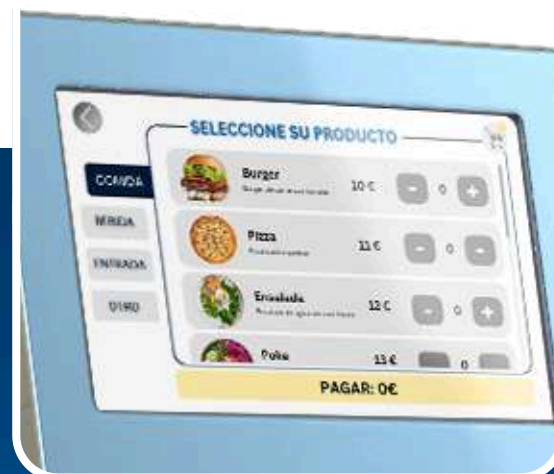 SELECCIONE SU PRODUCTO
COMIDA
BEBIDA
ENTRADA
OTRO
Burger
10 €
- 0 +
Pizza
11 €
- 0 -
Ensalada
12 €
- 0 +
Poke
13 €
0
PAGAR: 0€